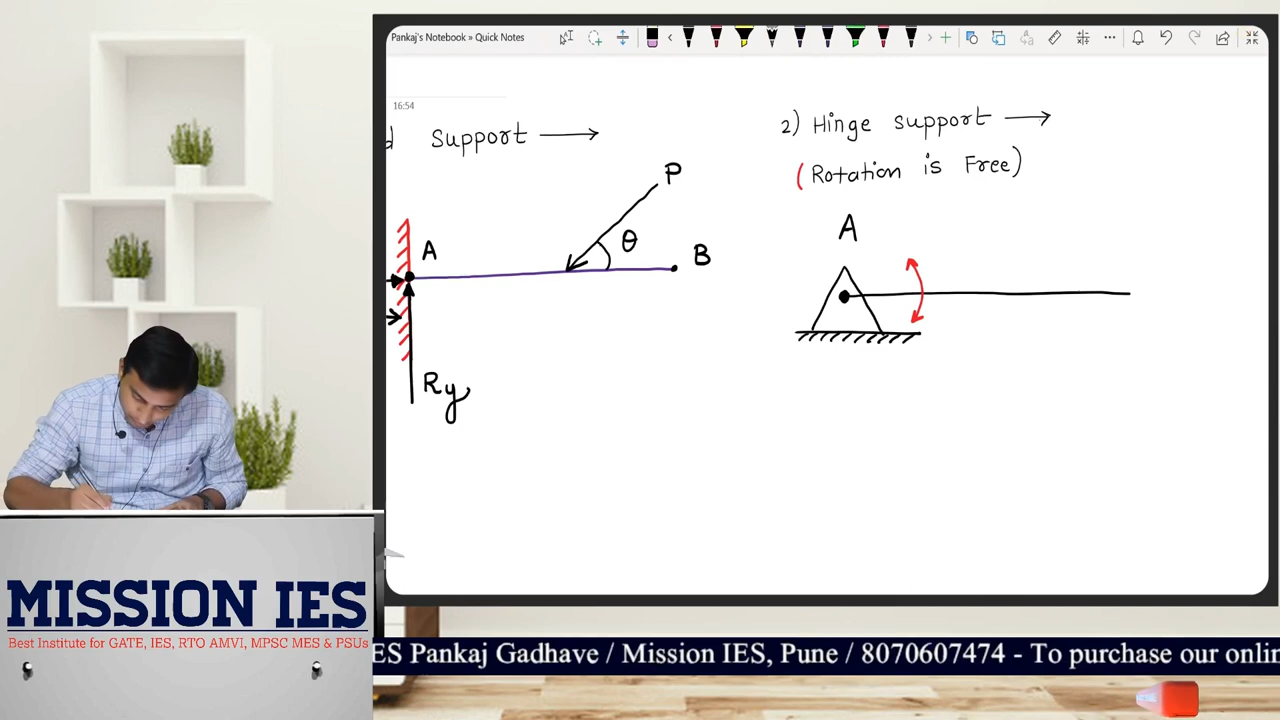 Pankaj's Notebook » Quick Notes
16:54
d Support ⟶
P
θ
A
B
Ry
2) Hinge support ⟶
(Rotation is Free)
A
MISSION IES
Best Institute for GATE, IES, RTO AMVI, MPSC MES & PSUs
ES Pankaj Gadhave / Mission IES, Pune / 8070607474 - To purchase our onlin